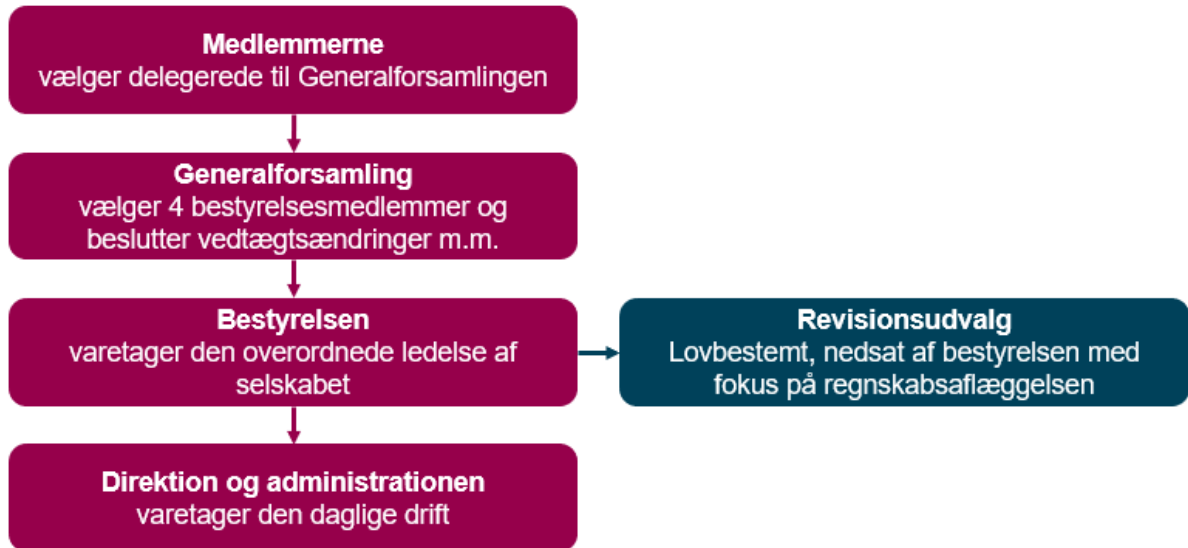 Medlemmerne
vælger delegerede til Generalforsamlingen
Generalforsamling
vælger 4 bestyrelsesmedlemmer og
beslutter vedtægtsændringer m.m.
Bestyrelsen
varetager den overordnede ledelse af
selskabet
Revisionsudvalg
Lovbestemt, nedsat af bestyrelsen med
fokus på regnskabsaflæggelsen
Direktion og administrationen
varetager den daglige drift